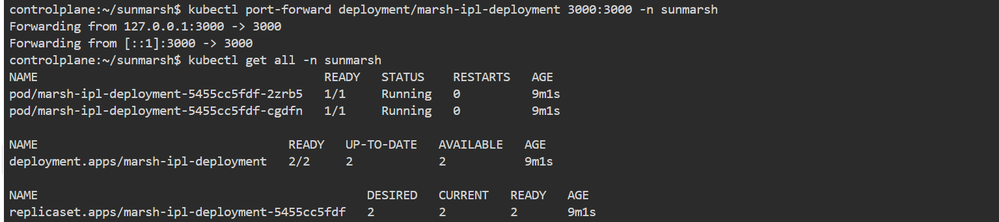 controlplane:~/sunmarsh$ kubectl port-forward deployment/marsh-ipl-deployment 3000:3000 -n sunmarsh
Forwarding from 127.0.0.1:3000 -> 3000
Forwarding from [::1]:3000 -> 3000
controlplane:~/sunmarsh$ kubectl get all -n sunmarsh
NAME READY STATUS RESTARTS AGE
pod/marsh-ipl-deployment-5455cc5fdf-2zrb5 1/1 Running 0 9m1s
pod/marsh-ipl-deployment-5455cc5fdf-cgdfn 1/1 Running 0 9m1s
NAME READY UP-TO-DATE AVAILABLE AGE
deployment.apps/marsh-ipl-deployment 2/2 2 2 9m1s
NAME DESIRED CURRENT READY AGE
replicaset.apps/marsh-ipl-deployment-5455cc5fdf 2 2 2 9m1s